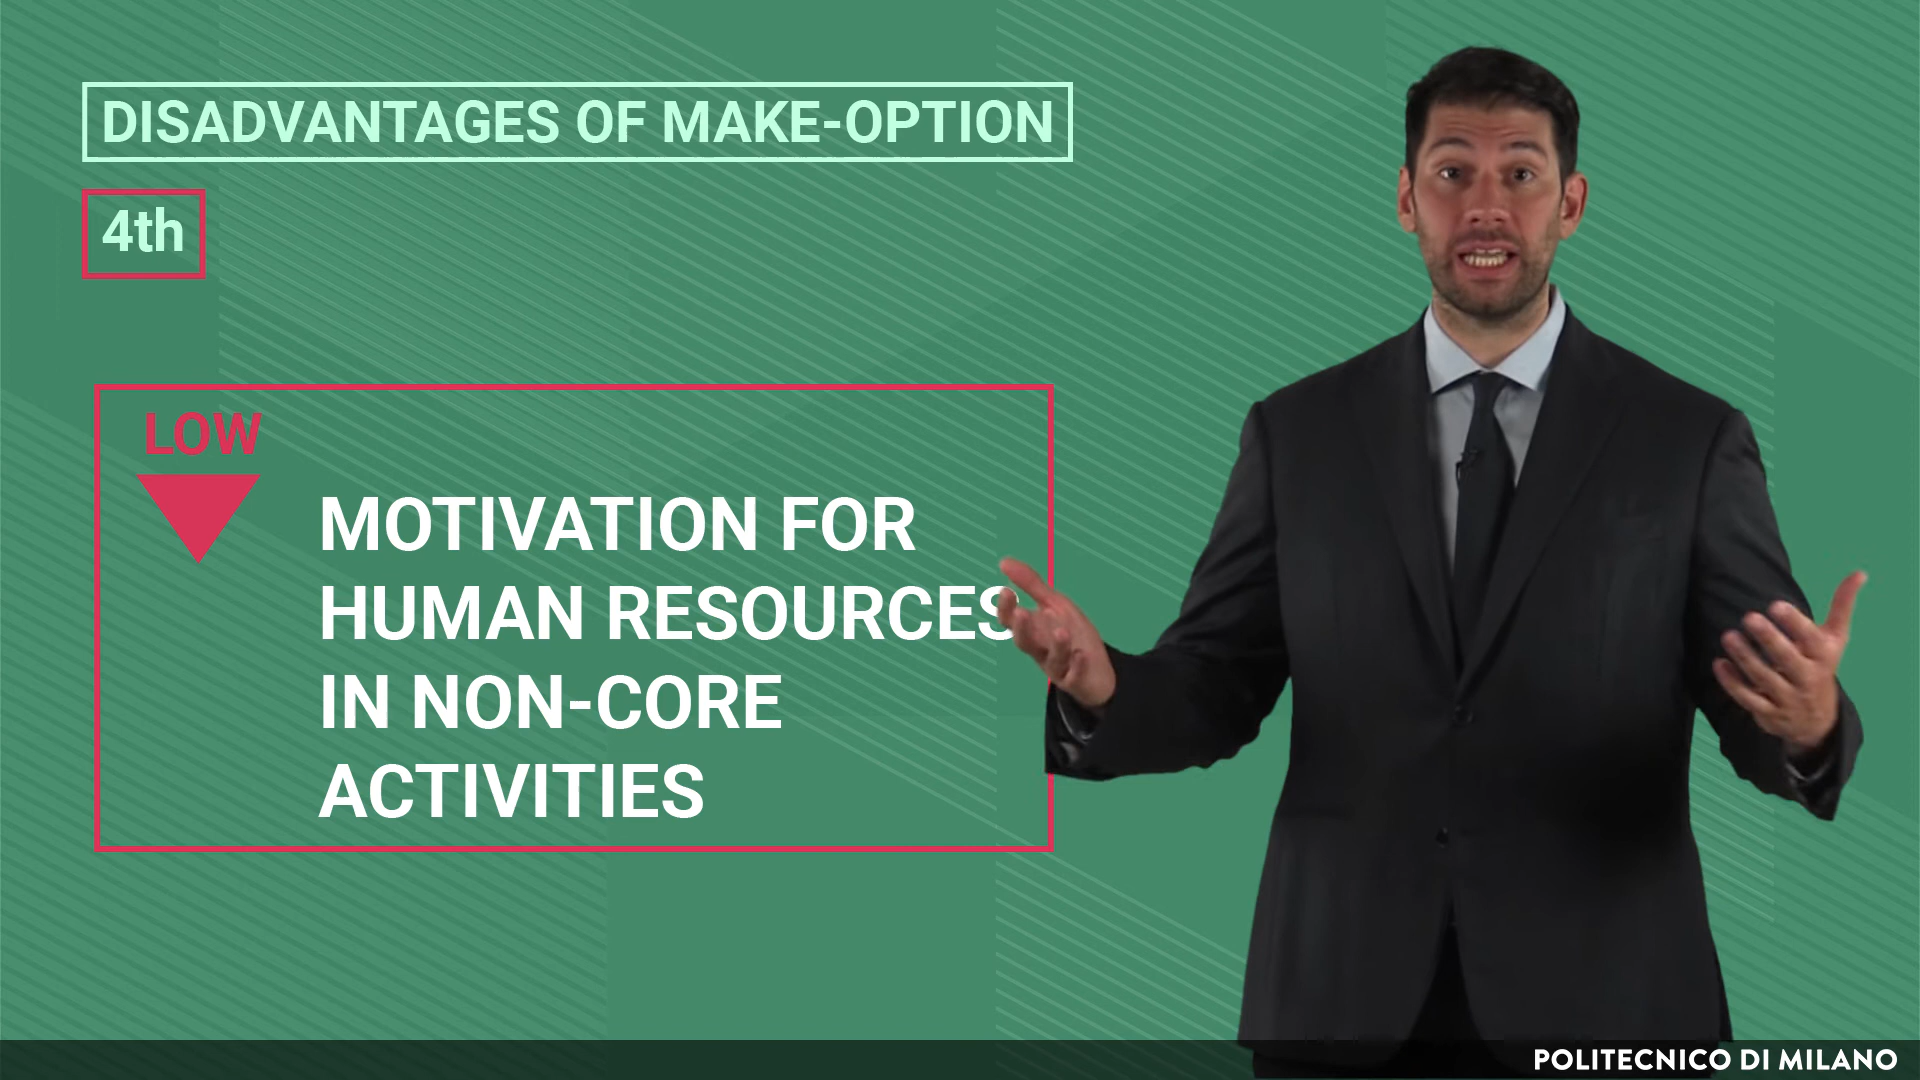 DISADVANTAGES OF MAKE-OPTION
4th
LOW
MOTIVATION FOR
HUMAN RESOURCES
IN NON-CORE
ACTIVITIES
POLITECNICO DI MILANO